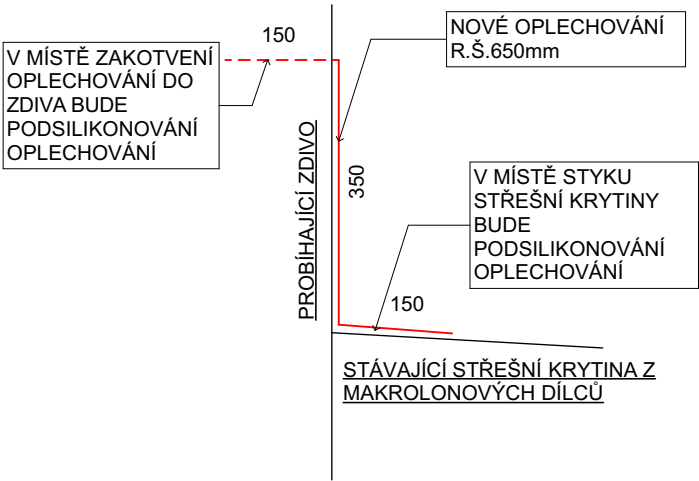 150
NOVÉ OPLECHOVÁNÍ
R.Š.650mm
V MÍSTĚ ZAKOTVENÍ
OPLECHOVÁNÍ DO
ZDIVA BUDE
PODSILIKONOVÁNÍ
OPLECHOVÁNÍ
PROBÍHAJÍCÍ ZDIVO
350
V MÍSTĚ STYKU
STŘEŠNÍ KRYTINY
BUDE
PODSILIKONOVÁNÍ
OPLECHOVÁNÍ
150
STÁVAJÍCÍ STŘEŠNÍ KRYTINA Z
MAKROLONOVÝCH DÍLCŮ